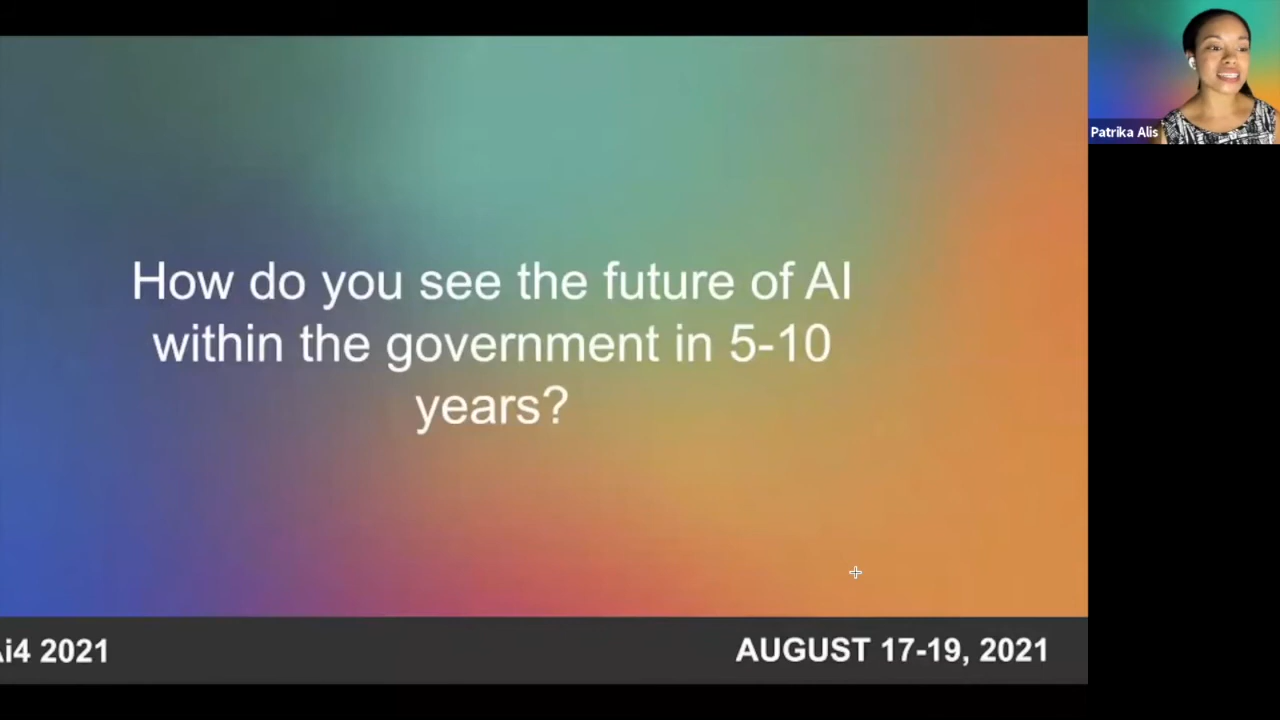 How do you see the future of AI
within the government in 5-10
years?
Ai4 2021
AUGUST 17-19, 2021
Patrika Alis